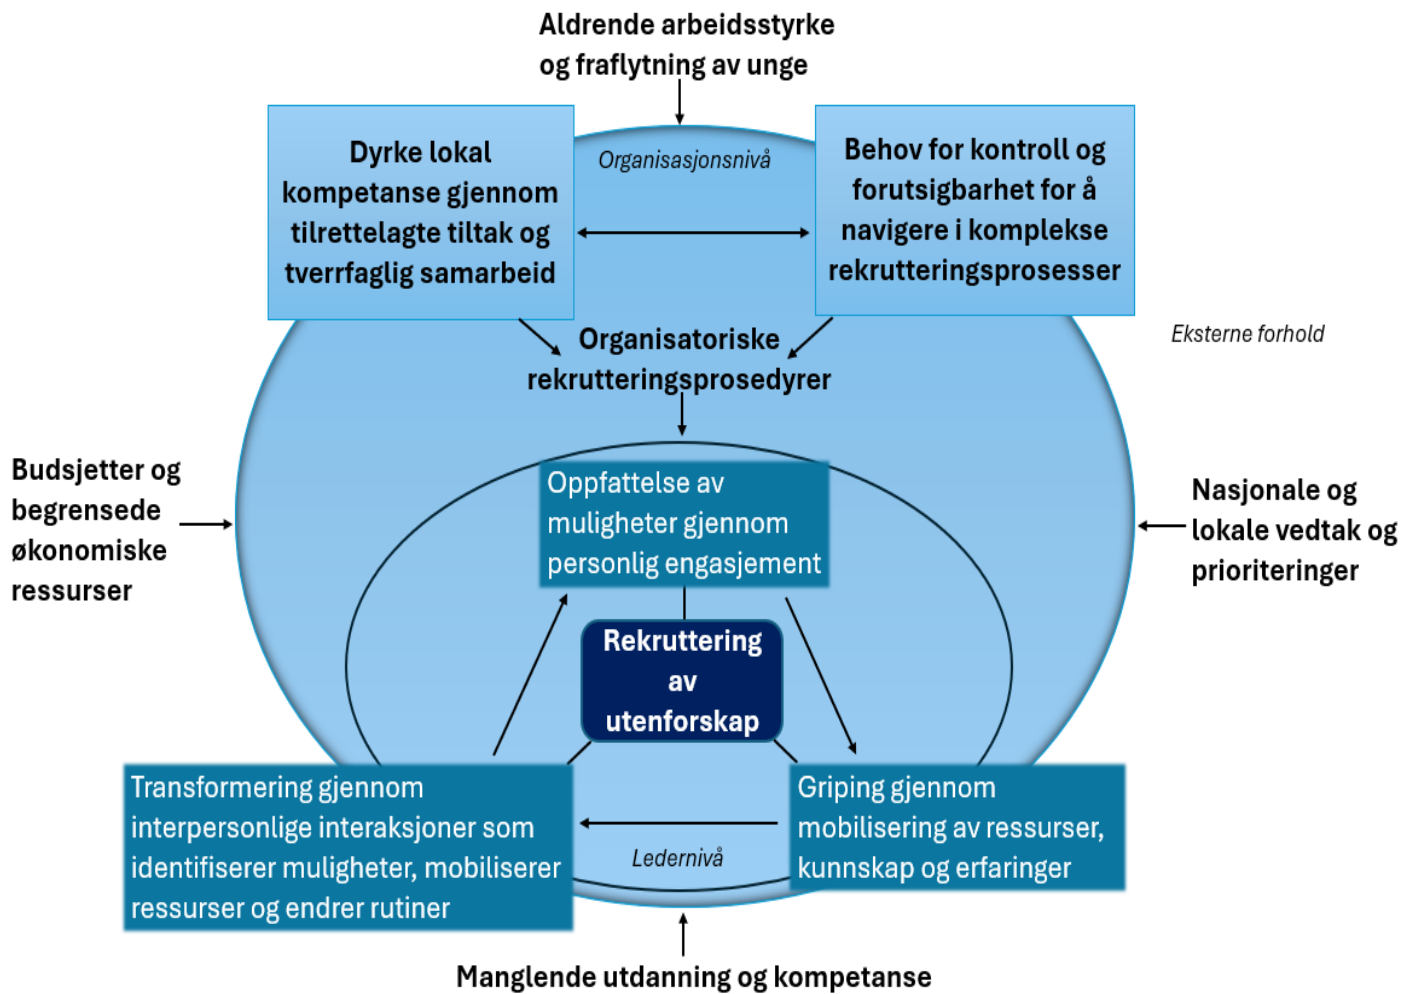 Aldrende arbeidsstyrke
og fraflytning av unge
Organisasjonsnivå
Dyrke lokal
kompetanse gjennom
tilrettelagte tiltak og
tverrfaglig samarbeid
Behov for kontroll og
forutsigbarhet for å
navigere i komplekse
rekrutteringsprosesser
Eksterne forhold
Organisatoriske
rekrutteringsprosedyrer
Budsjetter og
begrensede
økonomiske
ressurser
Oppfattelse av
muligheter gjennom
personlig engasjement
Nasjonale og
lokale vedtak og
prioriteringer
Rekruttering
av
utenforskap
Transformering gjennom
interpersonlige interaksjoner som
identifiserer muligheter, mobiliserer
ressurser og endrer rutiner
Griping gjennom
mobilisering av ressurser,
kunnskap og erfaringer
Ledernivå
Manglende utdanning og kompetanse